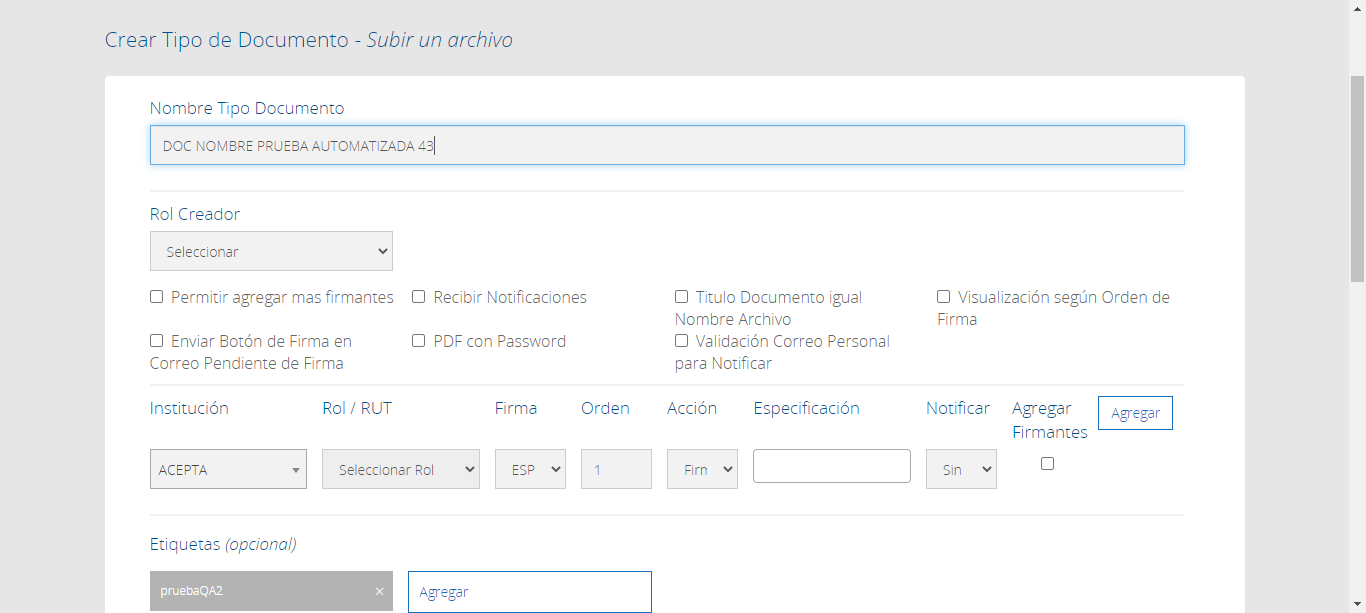 Crear Tipo de Documento - Subir un archivo
Nombre Tipo Documento
DOC NOMBRE PRUEBA AUTOMATIZADA 43
Rol Creador
Seleccionar
Permitir agregar mas firmantes
Recibir Notificaciones
Titulo Documento igual
Nombre Archivo
Visualización según Orden de
Firma
Enviar Botón de Firma en
Correo Pendiente de Firma
PDF con Password
Validación Correo Personal
para Notificar
Institución Rol / RUT Firma Orden Acción Especificación Notificar Agregar
Firmantes
Agregar
ACEPTA Seleccionar Rol ESP 1 Firn Sin
Etiquetas (opcional)
pruebaQA2 × Agregar